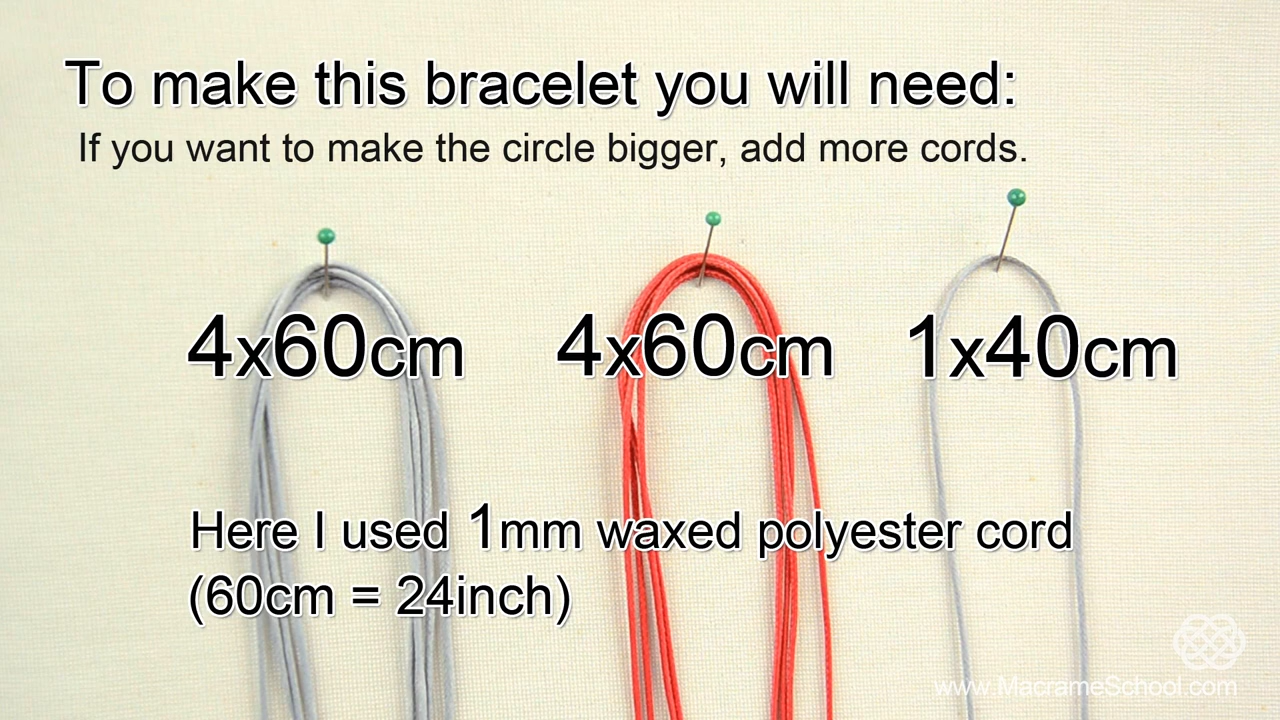 To make this bracelet you will need:
If you want to make the circle bigger, add more cords.
4x60cm 4x60cm 1x40cm
Here I used 1mm waxed polyester cord
(60cm = 24inch)
www.MacrameSchool.com